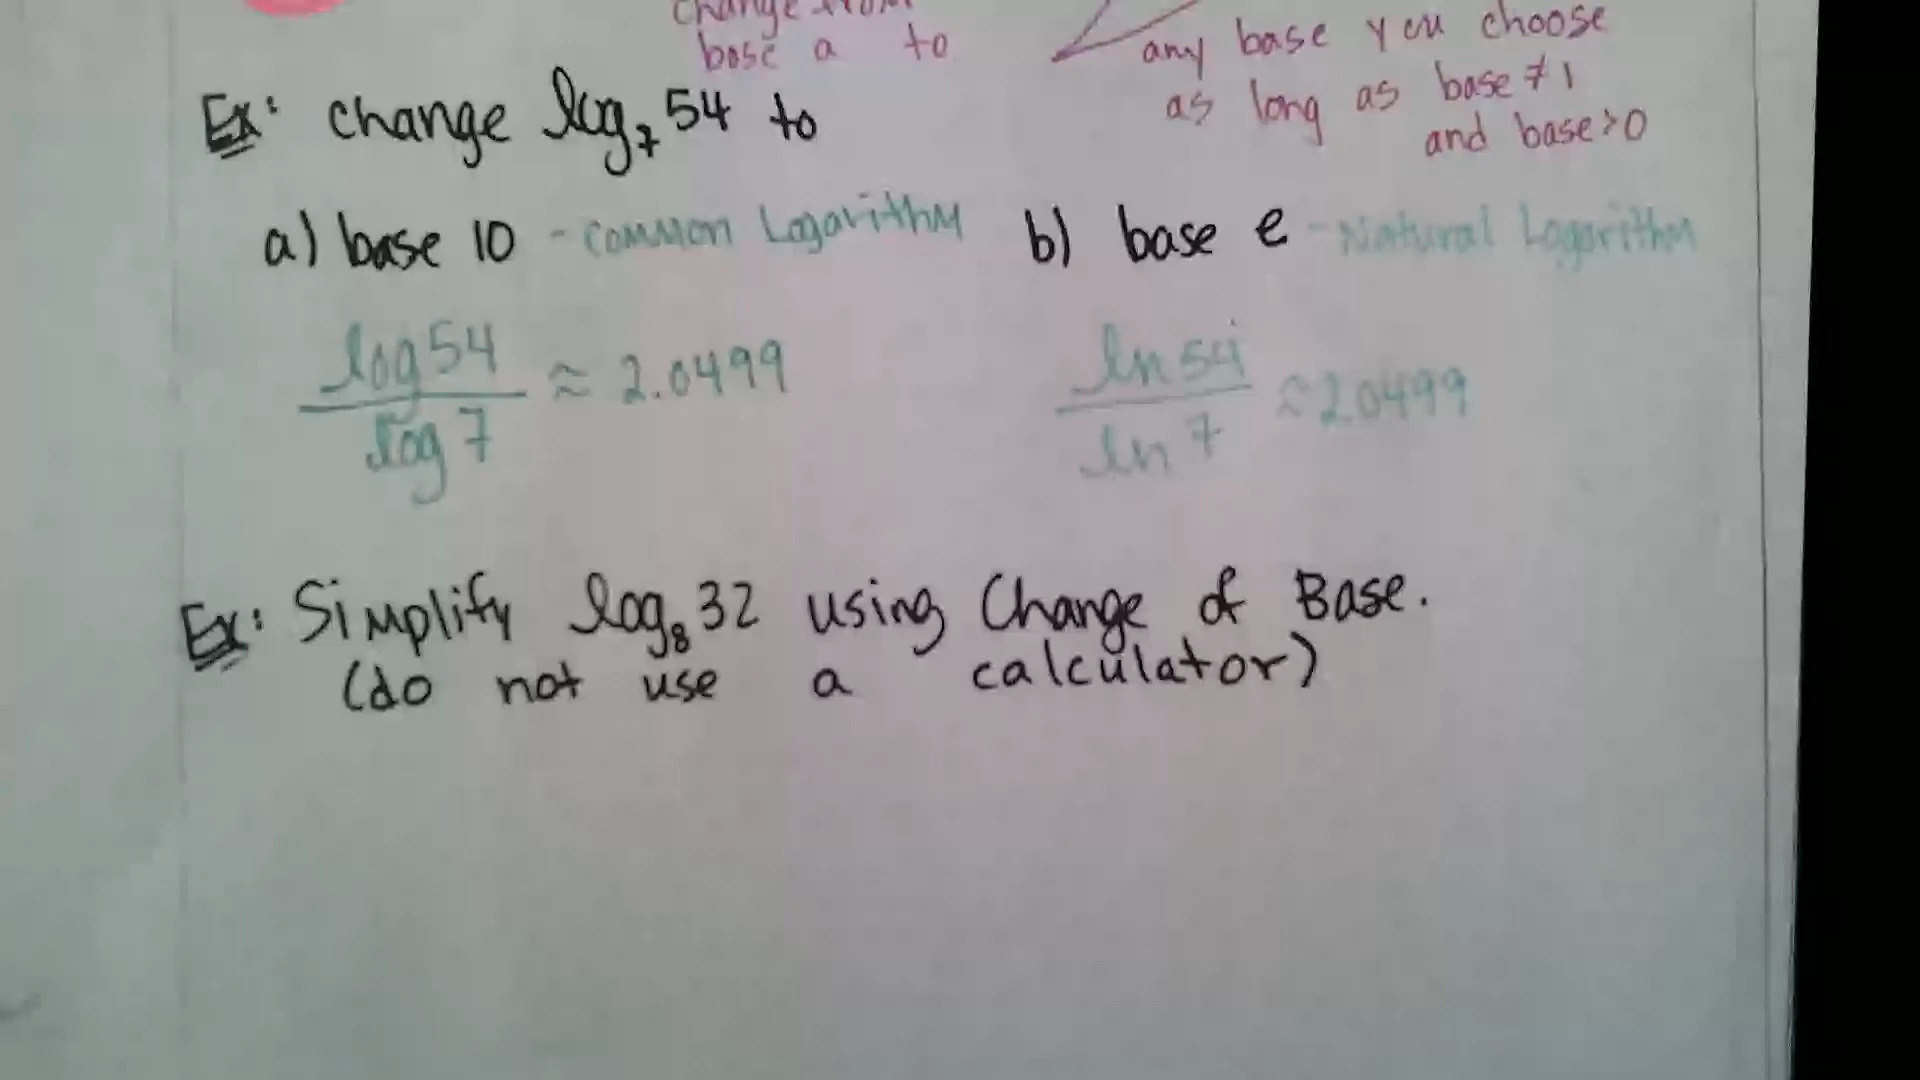 change from
base a to
any base you choose
as long as base ≠ 1
and base > 0
Ex: change log₇ 54 to
a) base 10 - Common Logarithm
b) base e - Natural Logarithm
log 54
log 7
≈ 2.0499
ln 54
ln 7
≈ 2.0499
Ex: Simplify log₈ 32 using Change of Base.
(do not use a calculator)